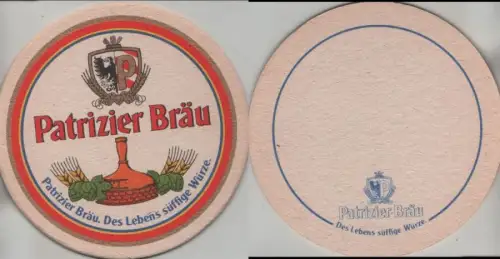 P
Patrizier Bräu
Patrizier Bräu. Des Lebens süffige Würze.
Patrizier Bräu
Des Lebens süffige Würze